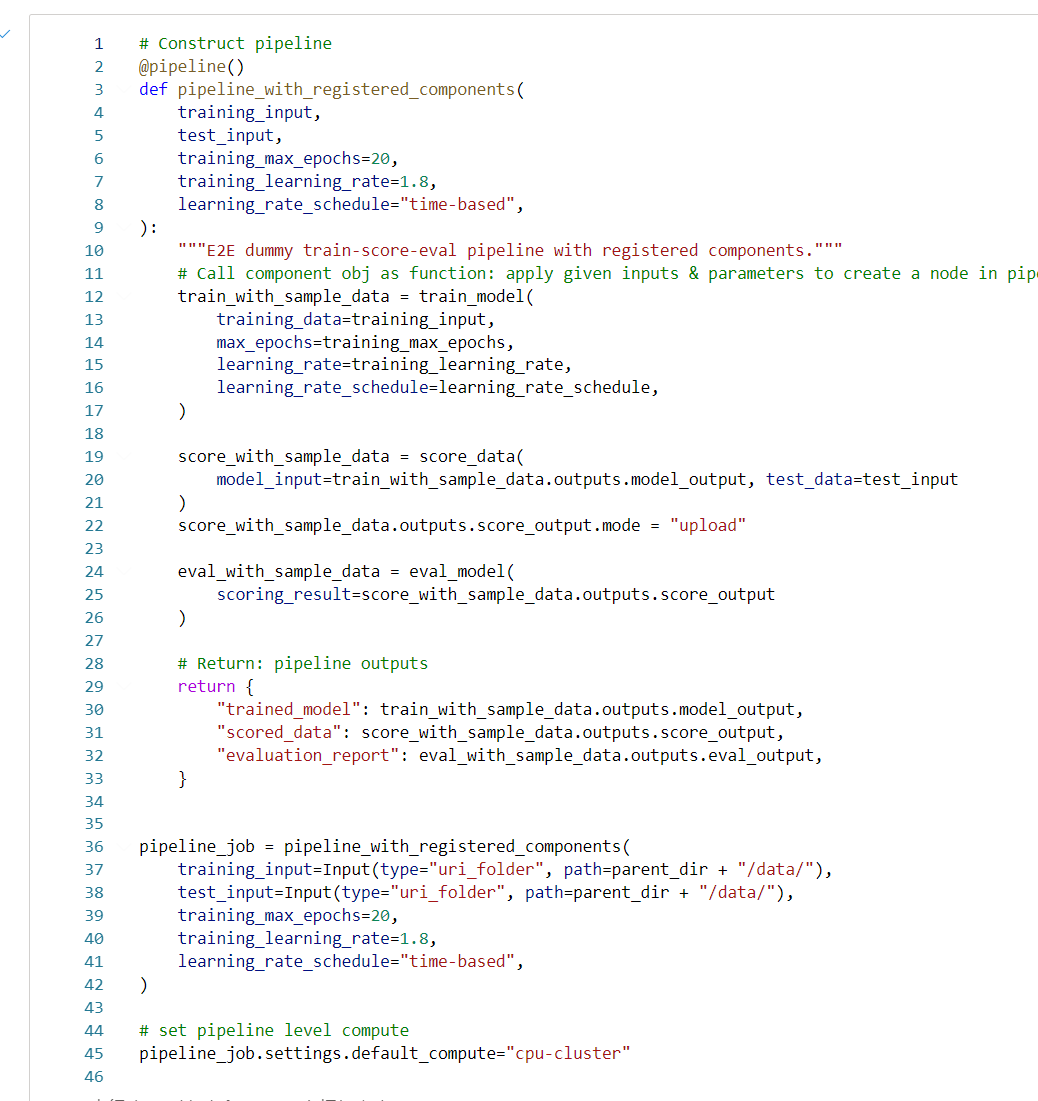 1 # Construct pipeline
2 @pipeline()
3 def pipeline_with_registered_components(
4     training_input,
5     test_input,
6     training_max_epochs=20,
7     training_learning_rate=1.8,
8     learning_rate_schedule="time-based",
9 ):
10     """E2E dummy train-score-eval pipeline with registered components."""
11     # Call component obj as function: apply given inputs & parameters to create a node in
12     train_with_sample_data = train_model(
13         training_data=training_input,
14         max_epochs=training_max_epochs,
15         learning_rate=training_learning_rate,
16         learning_rate_schedule=learning_rate_schedule,
17     )
18
19     score_with_sample_data = score_data(
20         model_input=train_with_sample_data.outputs.model_output, test_data=test_input
21     )
22     score_with_sample_data.outputs.score_output.mode = "upload"
23
24     eval_with_sample_data = eval_model(
25         scoring_result=score_with_sample_data.outputs.score_output
26     )
27
28     # Return: pipeline outputs
29     return {
30         "trained_model": train_with_sample_data.outputs.model_output,
31         "scored_data": score_with_sample_data.outputs.score_output,
32         "evaluation_report": eval_with_sample_data.outputs.eval_output,
33     }
34
35
36 pipeline_job = pipeline_with_registered_components(
37     training_input=Input(type="uri_folder", path=parent_dir + "/data/"),
38     test_input=Input(type="uri_folder", path=parent_dir + "/data/"),
39     training_max_epochs=20,
40     training_learning_rate=1.8,
41     learning_rate_schedule="time-based",
42 )
43
44 # set pipeline level compute
45 pipeline_job.settings.default_compute="cpu-cluster"
46